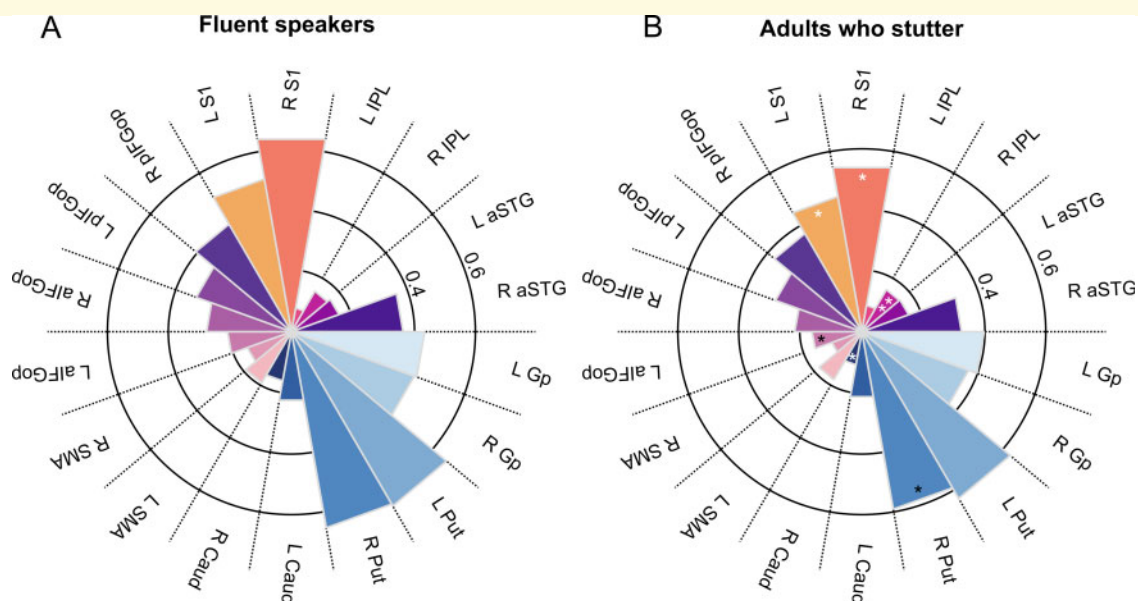 A
Fluent speakers
R S1
L IPL
R IPL
L aSTG
R aSTG
L Gp
R Gp
L Put
R Put
L Caud
R Caud
L SMA
R SMA
L aIFGop
R aIFGop
L pIFGop
R pIFGop
L S1
0.4
0.6
B
Adults who stutter
R S1
L IPL
R IPL
L aSTG
R aSTG
L Gp
R Gp
L Put
R Put
L Caud
R Caud
L SMA
R SMA
L aIFGop
R aIFGop
L pIFGop
R pIFGop
L S1
0.4
0.6
*
*
*
*
*
*
*